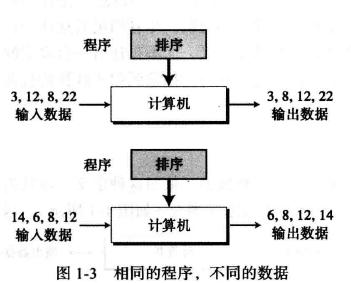 程序 排序
3, 12, 8, 22 计算机 3, 8, 12, 22
输入数据 输出数据
程序 排序
14, 6, 8, 12 计算机 6, 8, 12, 14
输入数据 输出数据
图 1-3 相同的程序，不同的数据